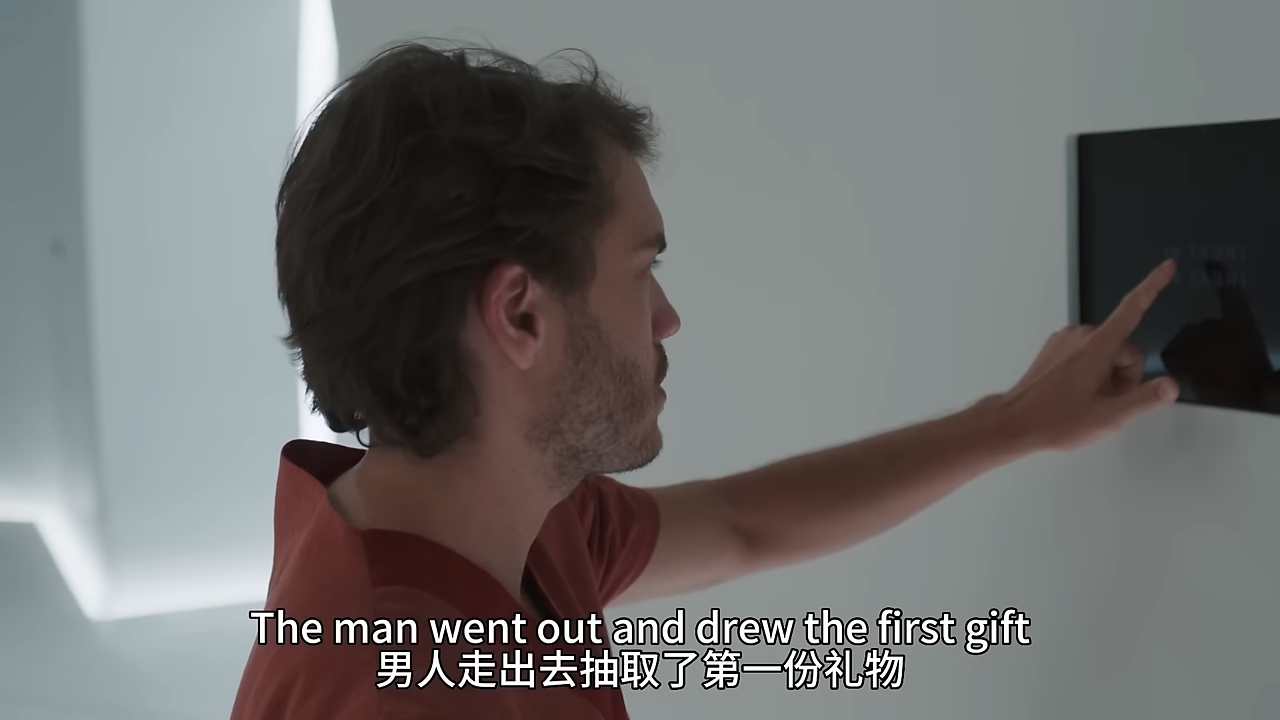 The man went out and drew the first gift
男人走出去抽取了第一份礼物